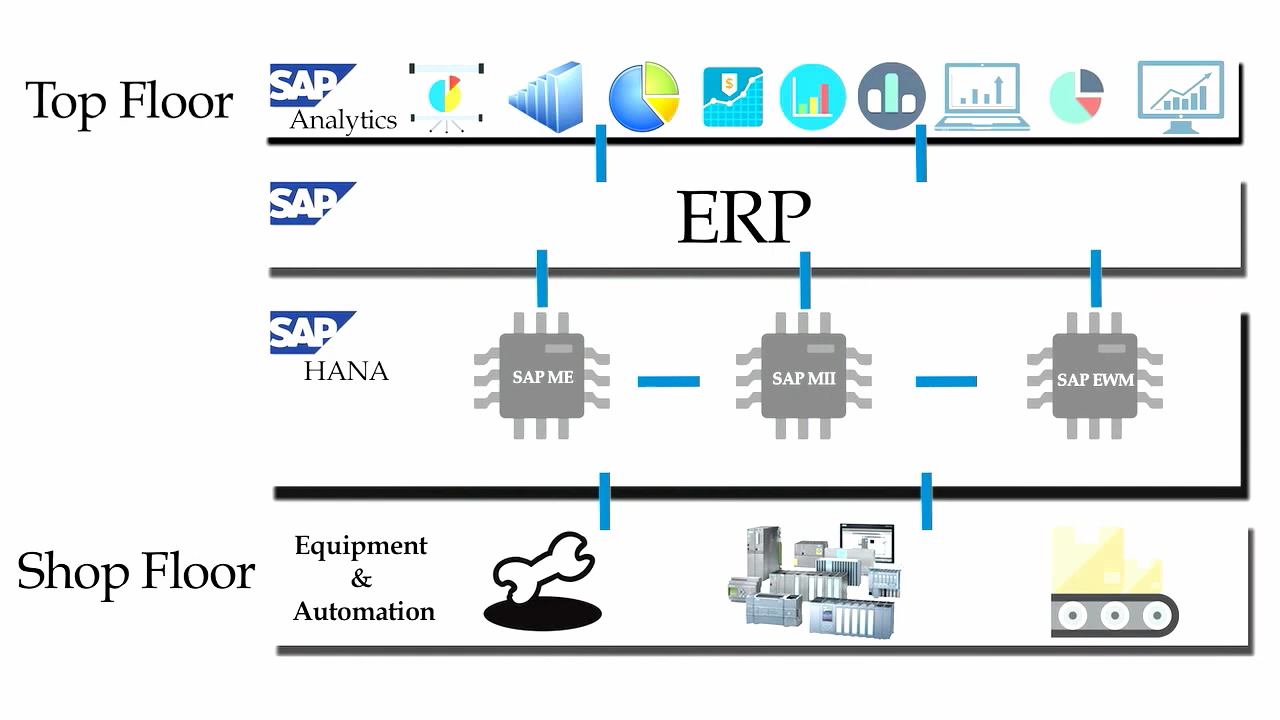 Top Floor
SAP
Analytics
SAP
ERP
SAP
HANA
SAP ME
SAP MII
SAP EWM
Shop Floor
Equipment
&
Automation